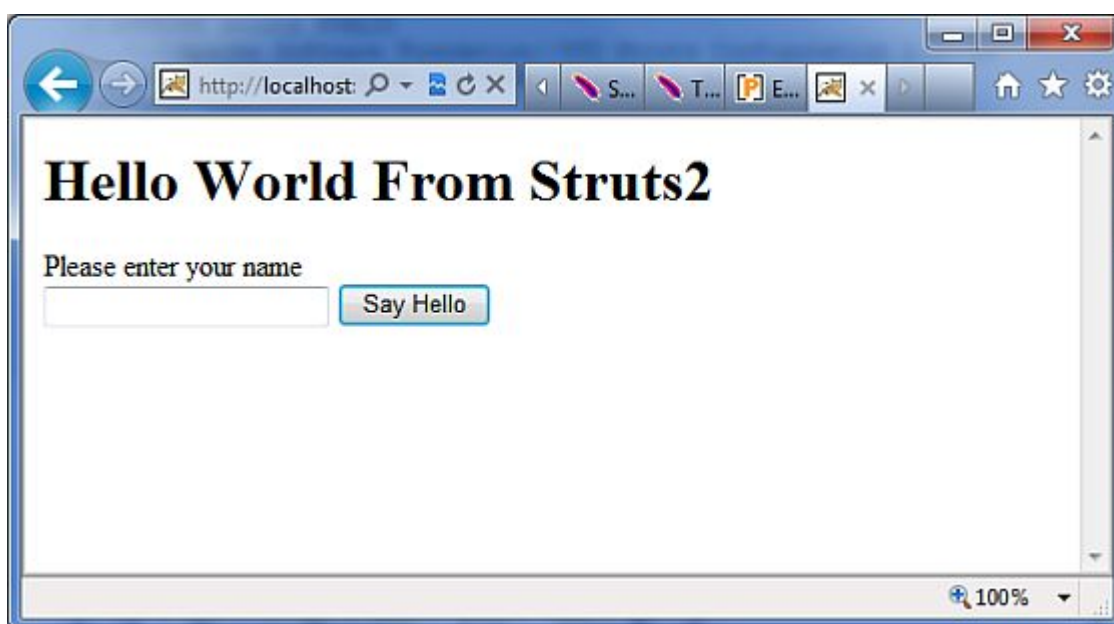 http://localhost:
S...
T...
E...
Hello World From Struts2
Please enter your name
Say Hello
100%